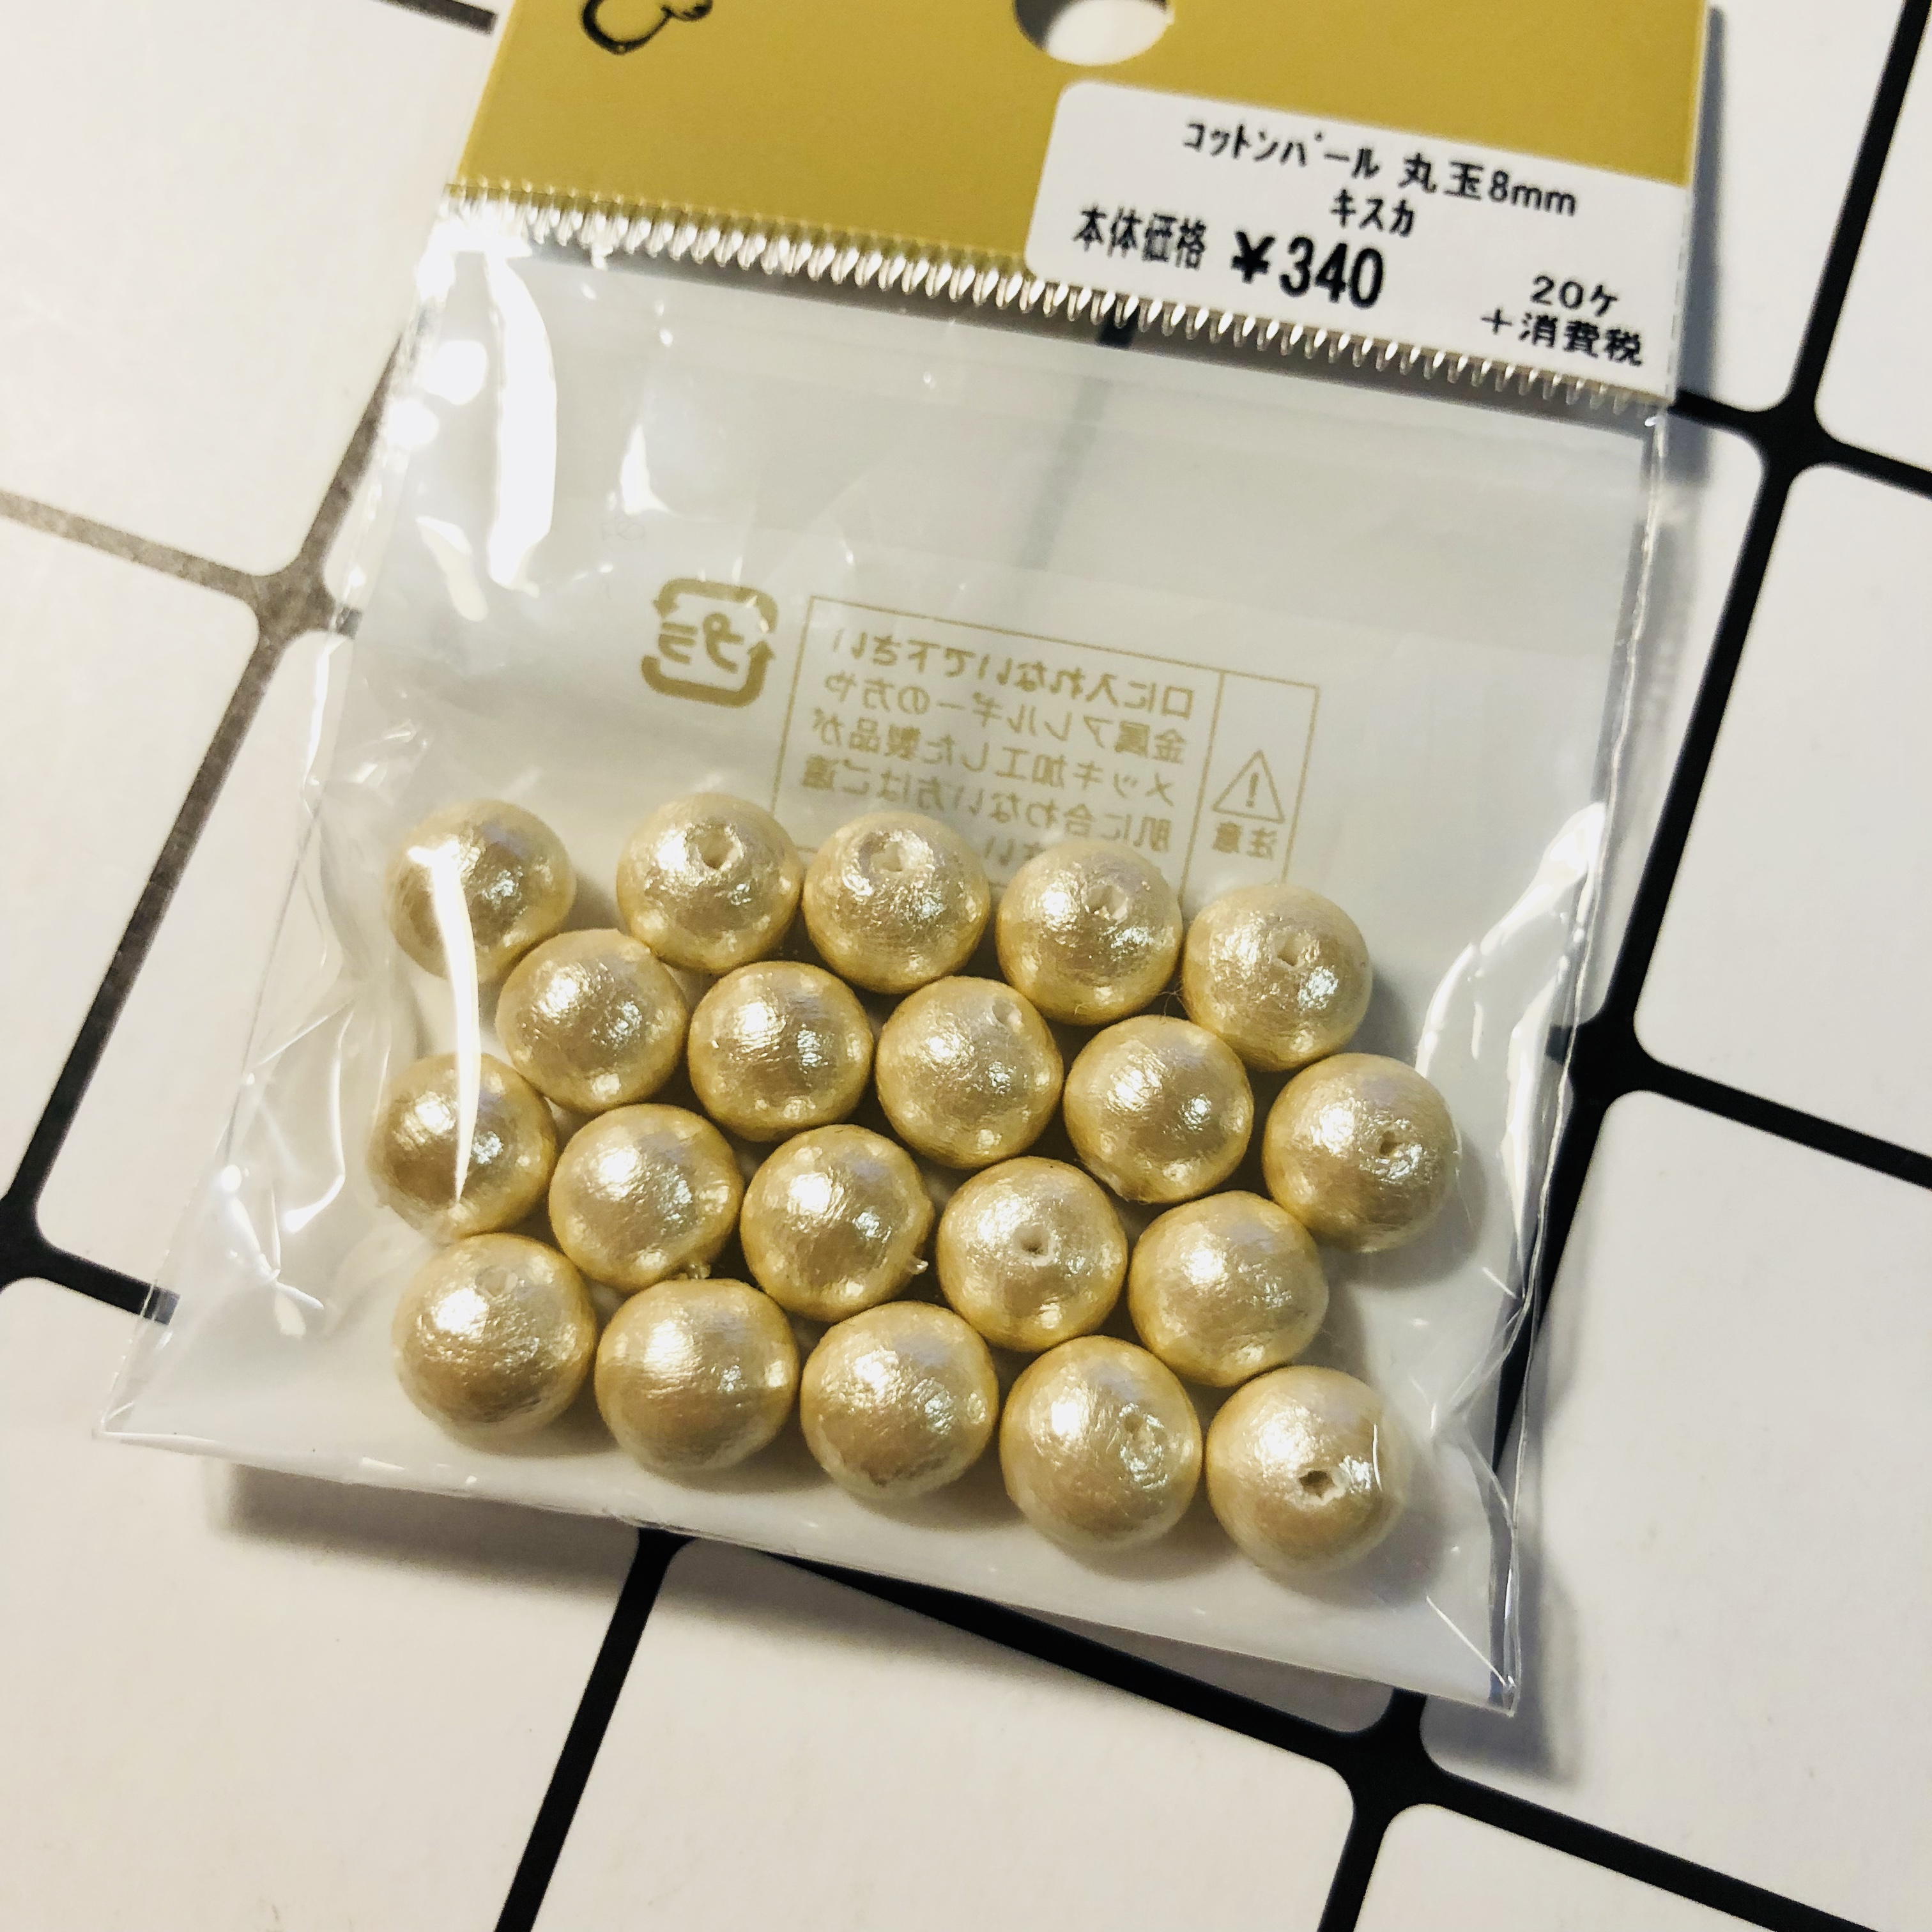 コットンパール 丸玉8mm
キスカ
本体価格 ¥340
20ケ
+消費税
プラ
口に入れないで下さい
金属アレルギーの方や
メッキ加工した製品が
肌に合わない方はご遠
さい
注意